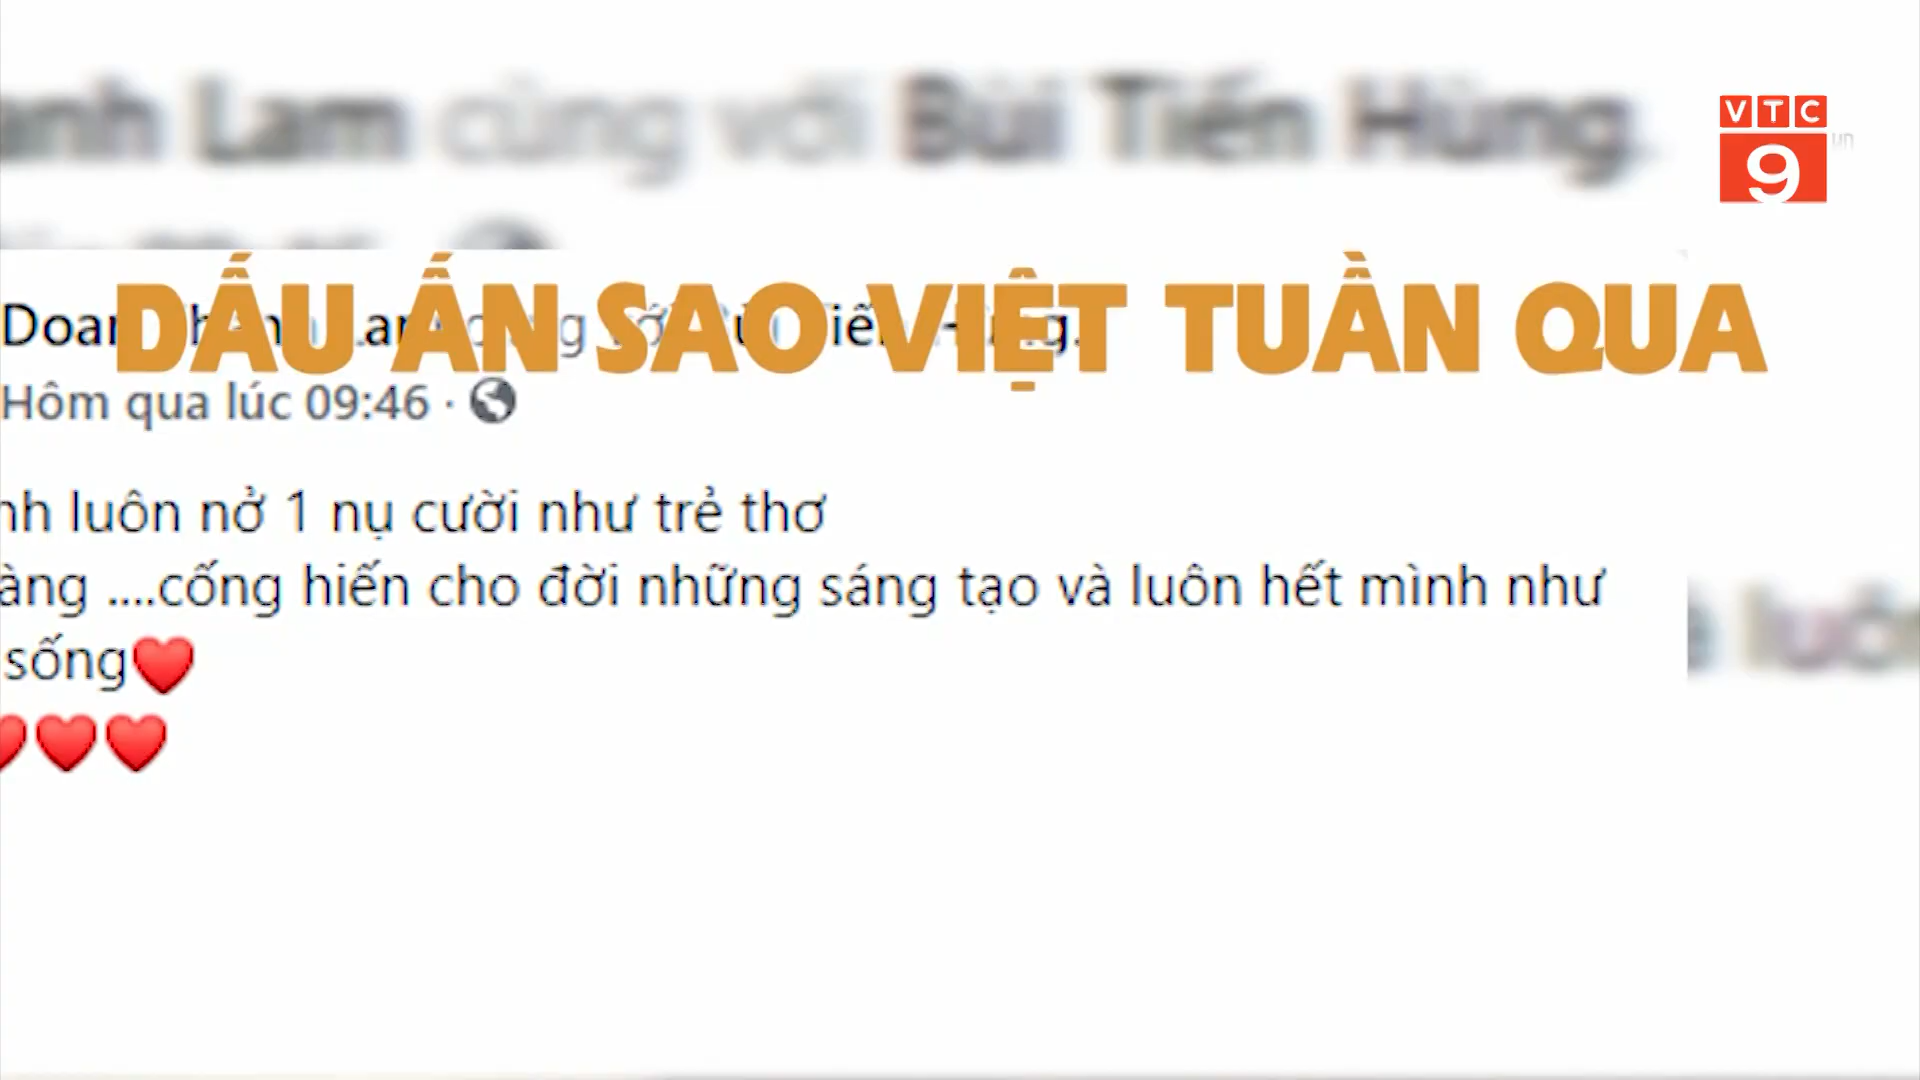 anh Lam cùng với Bùi Tiến Hùng.
VTC
9
DẤU ẤN SAO VIỆT TUẦN QUA
Hôm qua lúc 09:46 ·
nh luôn nở 1 nụ cười như trẻ thơ
àng ....cống hiến cho đời những sáng tạo và luôn hết mình như
sống❤️
❤️❤️❤️
luôn